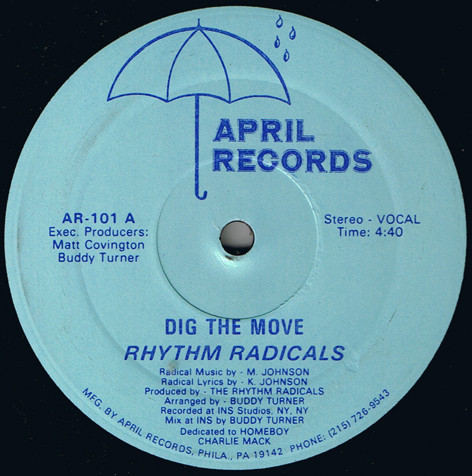 APRIL
RECORDS
AR-101 A
Exec. Producers:
Matt Covington
Buddy Turner
Stereo - VOCAL
Time: 4:40
DIG THE MOVE
RHYTHM RADICALS
Radical Music by - M. JOHNSON
Radical Lyrics by - K. JOHNSON
Produced by - THE RHYTHM RADICALS
Arranged by - BUDDY TURNER
Recorded at INS Studios, NY, NY
Mix at INS by BUDDY TURNER
Dedicated to HOMEBOY
CHARLIE MACK
MFG. BY APRIL RECORDS, PHILA., PA 19142 PHONE: (215) 726-9543